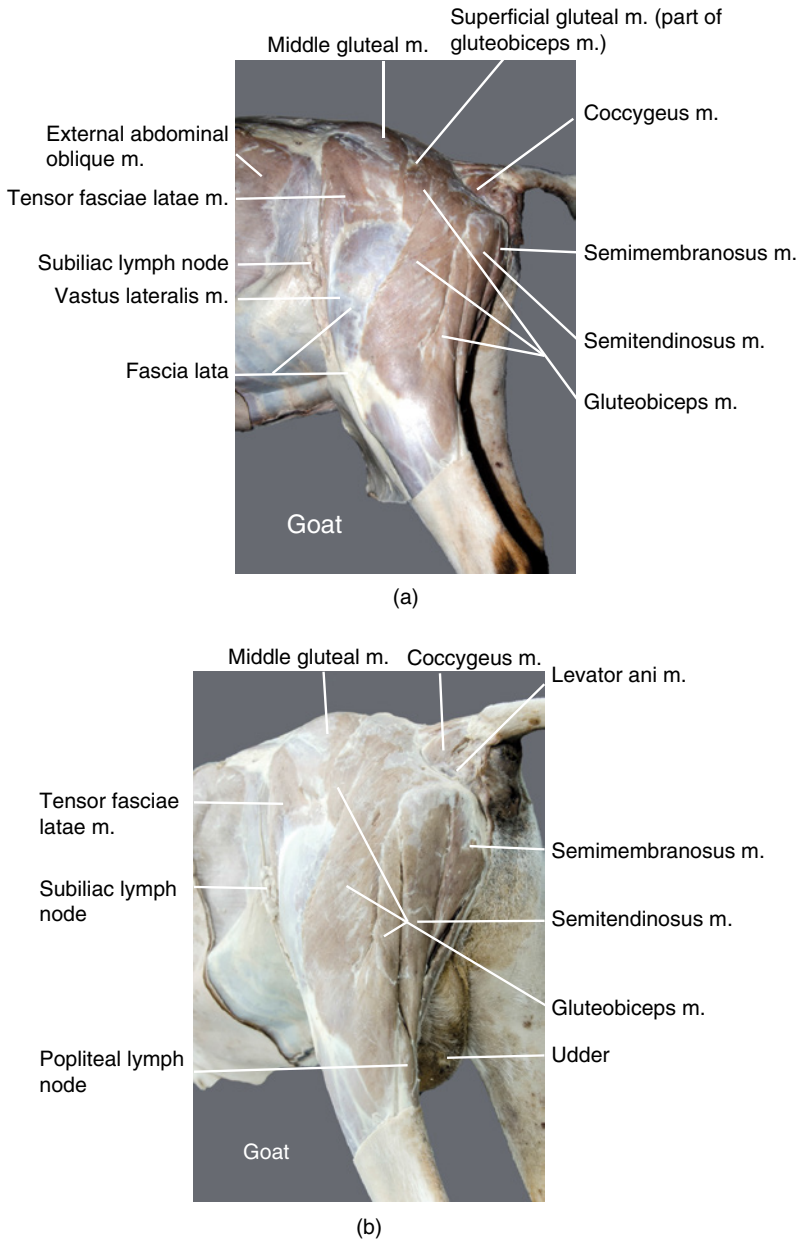 Superficial gluteal m. (part of
gluteobiceps m.)
Middle gluteal m.
Coccygeus m.
External abdominal
oblique m.
Tensor fasciae latae m.
Subiliac lymph node
Vastus lateralis m.
Fascia lata
Semimembranosus m.
Semitendinosus m.
Gluteobiceps m.
Goat
(a)
Middle gluteal m.
Coccygeus m.
Levator ani m.
Tensor fasciae
latae m.
Subiliac lymph
node
Popliteal lymph
node
Semimembranosus m.
Semitendinosus m.
Gluteobiceps m.
Udder
Goat
(b)